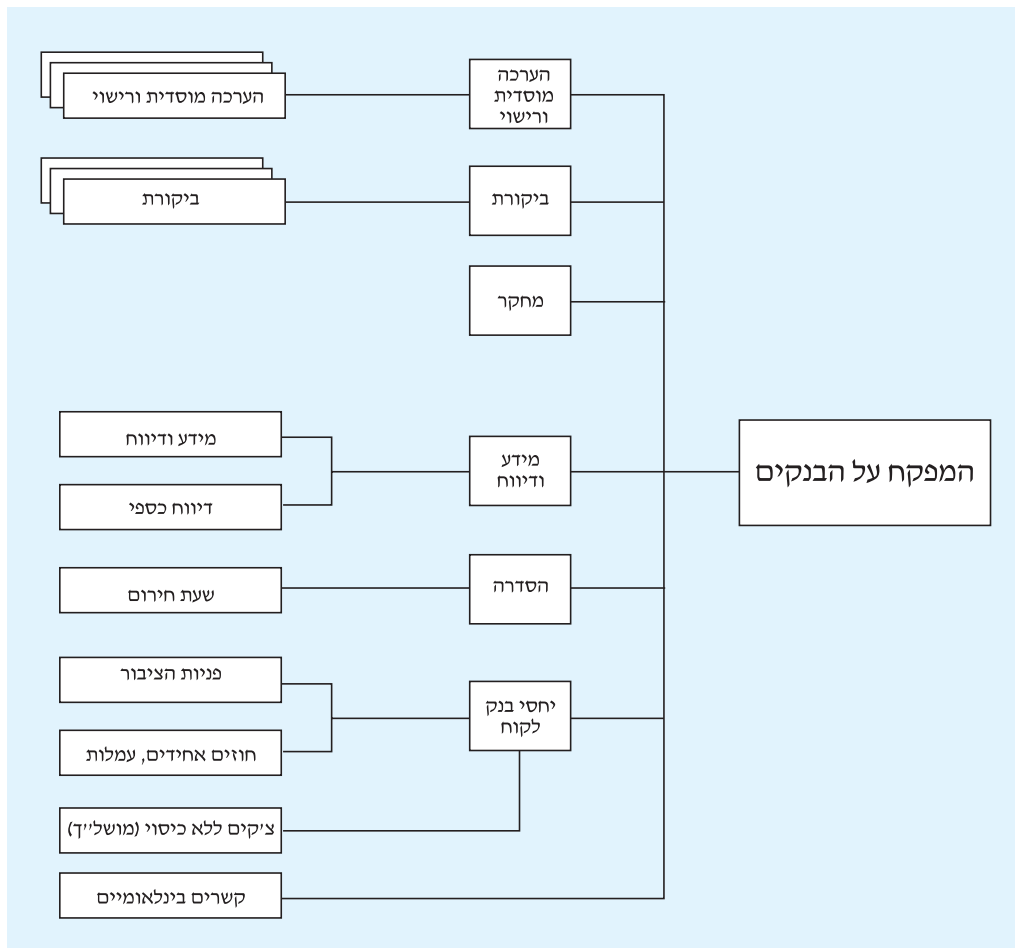 המפקח על הבנקים
הערכה
מוסדית
ורישוי
הערכה מוסדית ורישוי
ביקורת
ביקורת
מחקר
מידע
ודיווח
מידע ודיווח
דיווח כספי
הסדרה
שעת חירום
יחסי בנק
לקוח
פניות הציבור
חוזים אחידים, עמלות
צ'קים ללא כיסוי (מושל''ך)
קשרים בינלאומיים